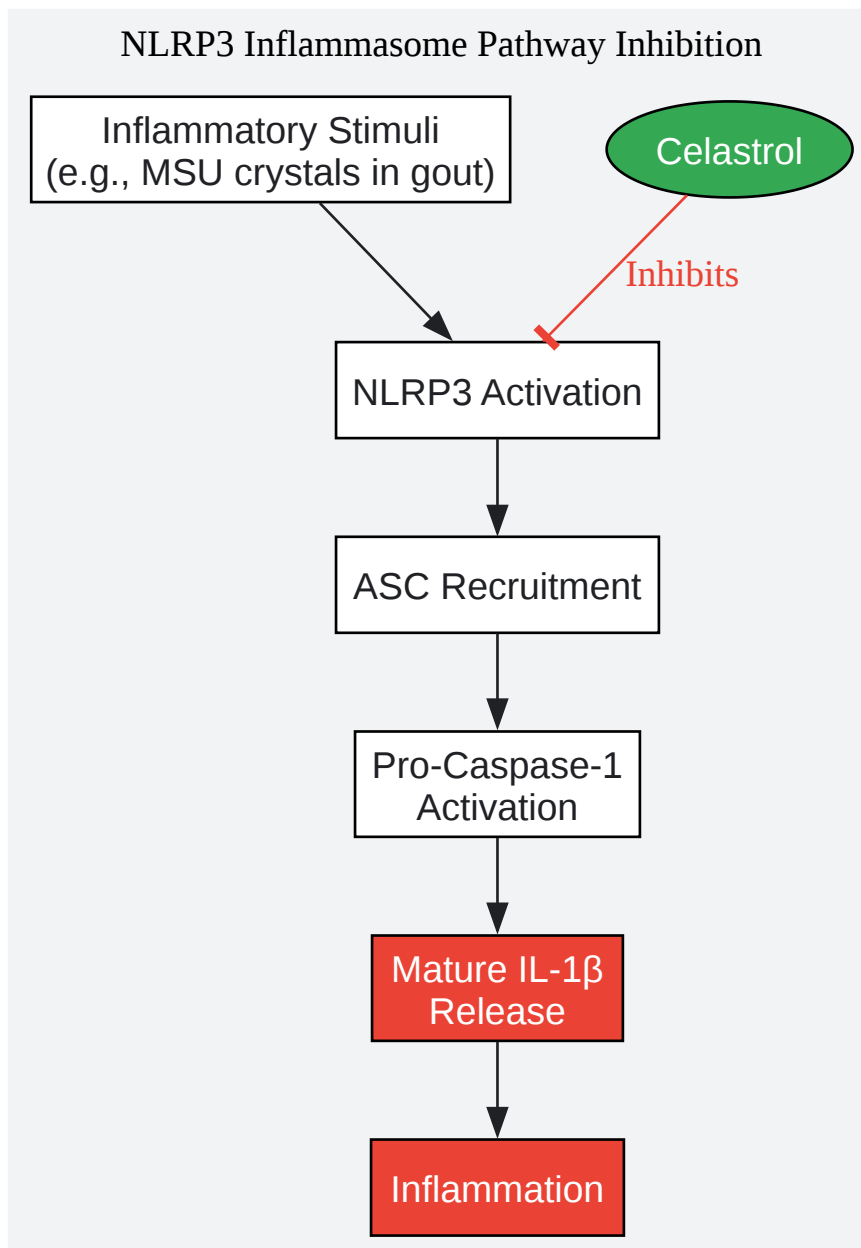 NLRP3 Inflammasome Pathway Inhibition
Inflammatory Stimuli
(e.g., MSU crystals in gout)
Celastrol
Inhibits
NLRP3 Activation
ASC Recruitment
Pro-Caspase-1
Activation
Mature IL-1β
Release
Inflammation